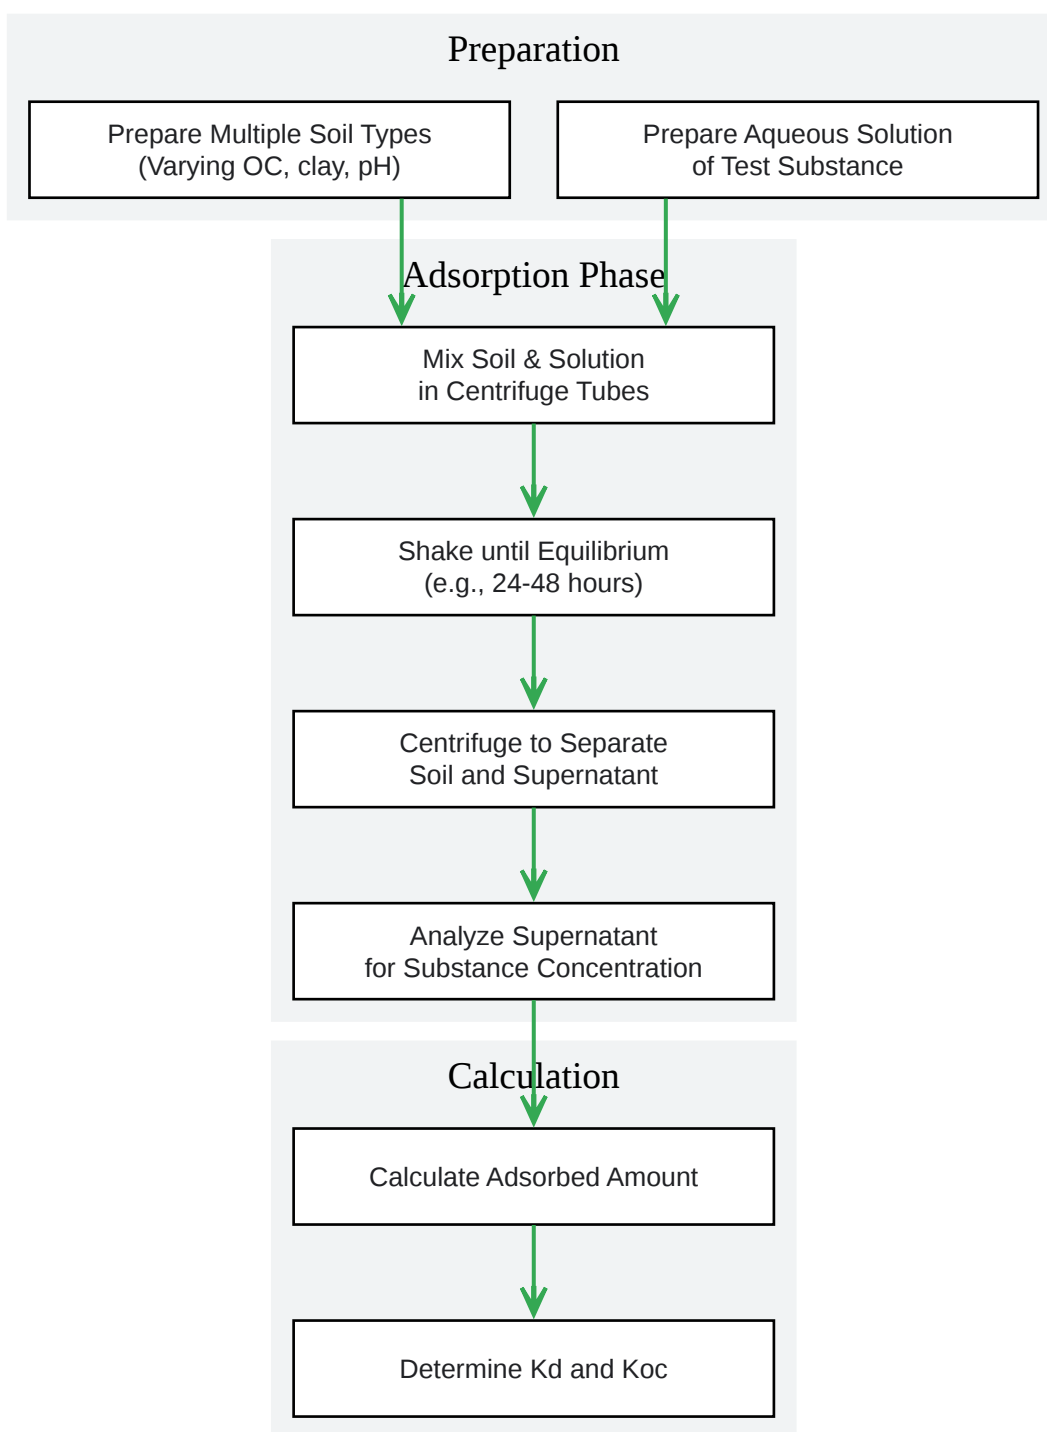 Preparation
Prepare Multiple Soil Types
(Varying OC, clay, pH)
Prepare Aqueous Solution
of Test Substance
Adsorption Phase
Mix Soil & Solution
in Centrifuge Tubes
Shake until Equilibrium
(e.g., 24-48 hours)
Centrifuge to Separate
Soil and Supernatant
Analyze Supernatant
for Substance Concentration
Calculation
Calculate Adsorbed Amount
Determine Kd and Koc